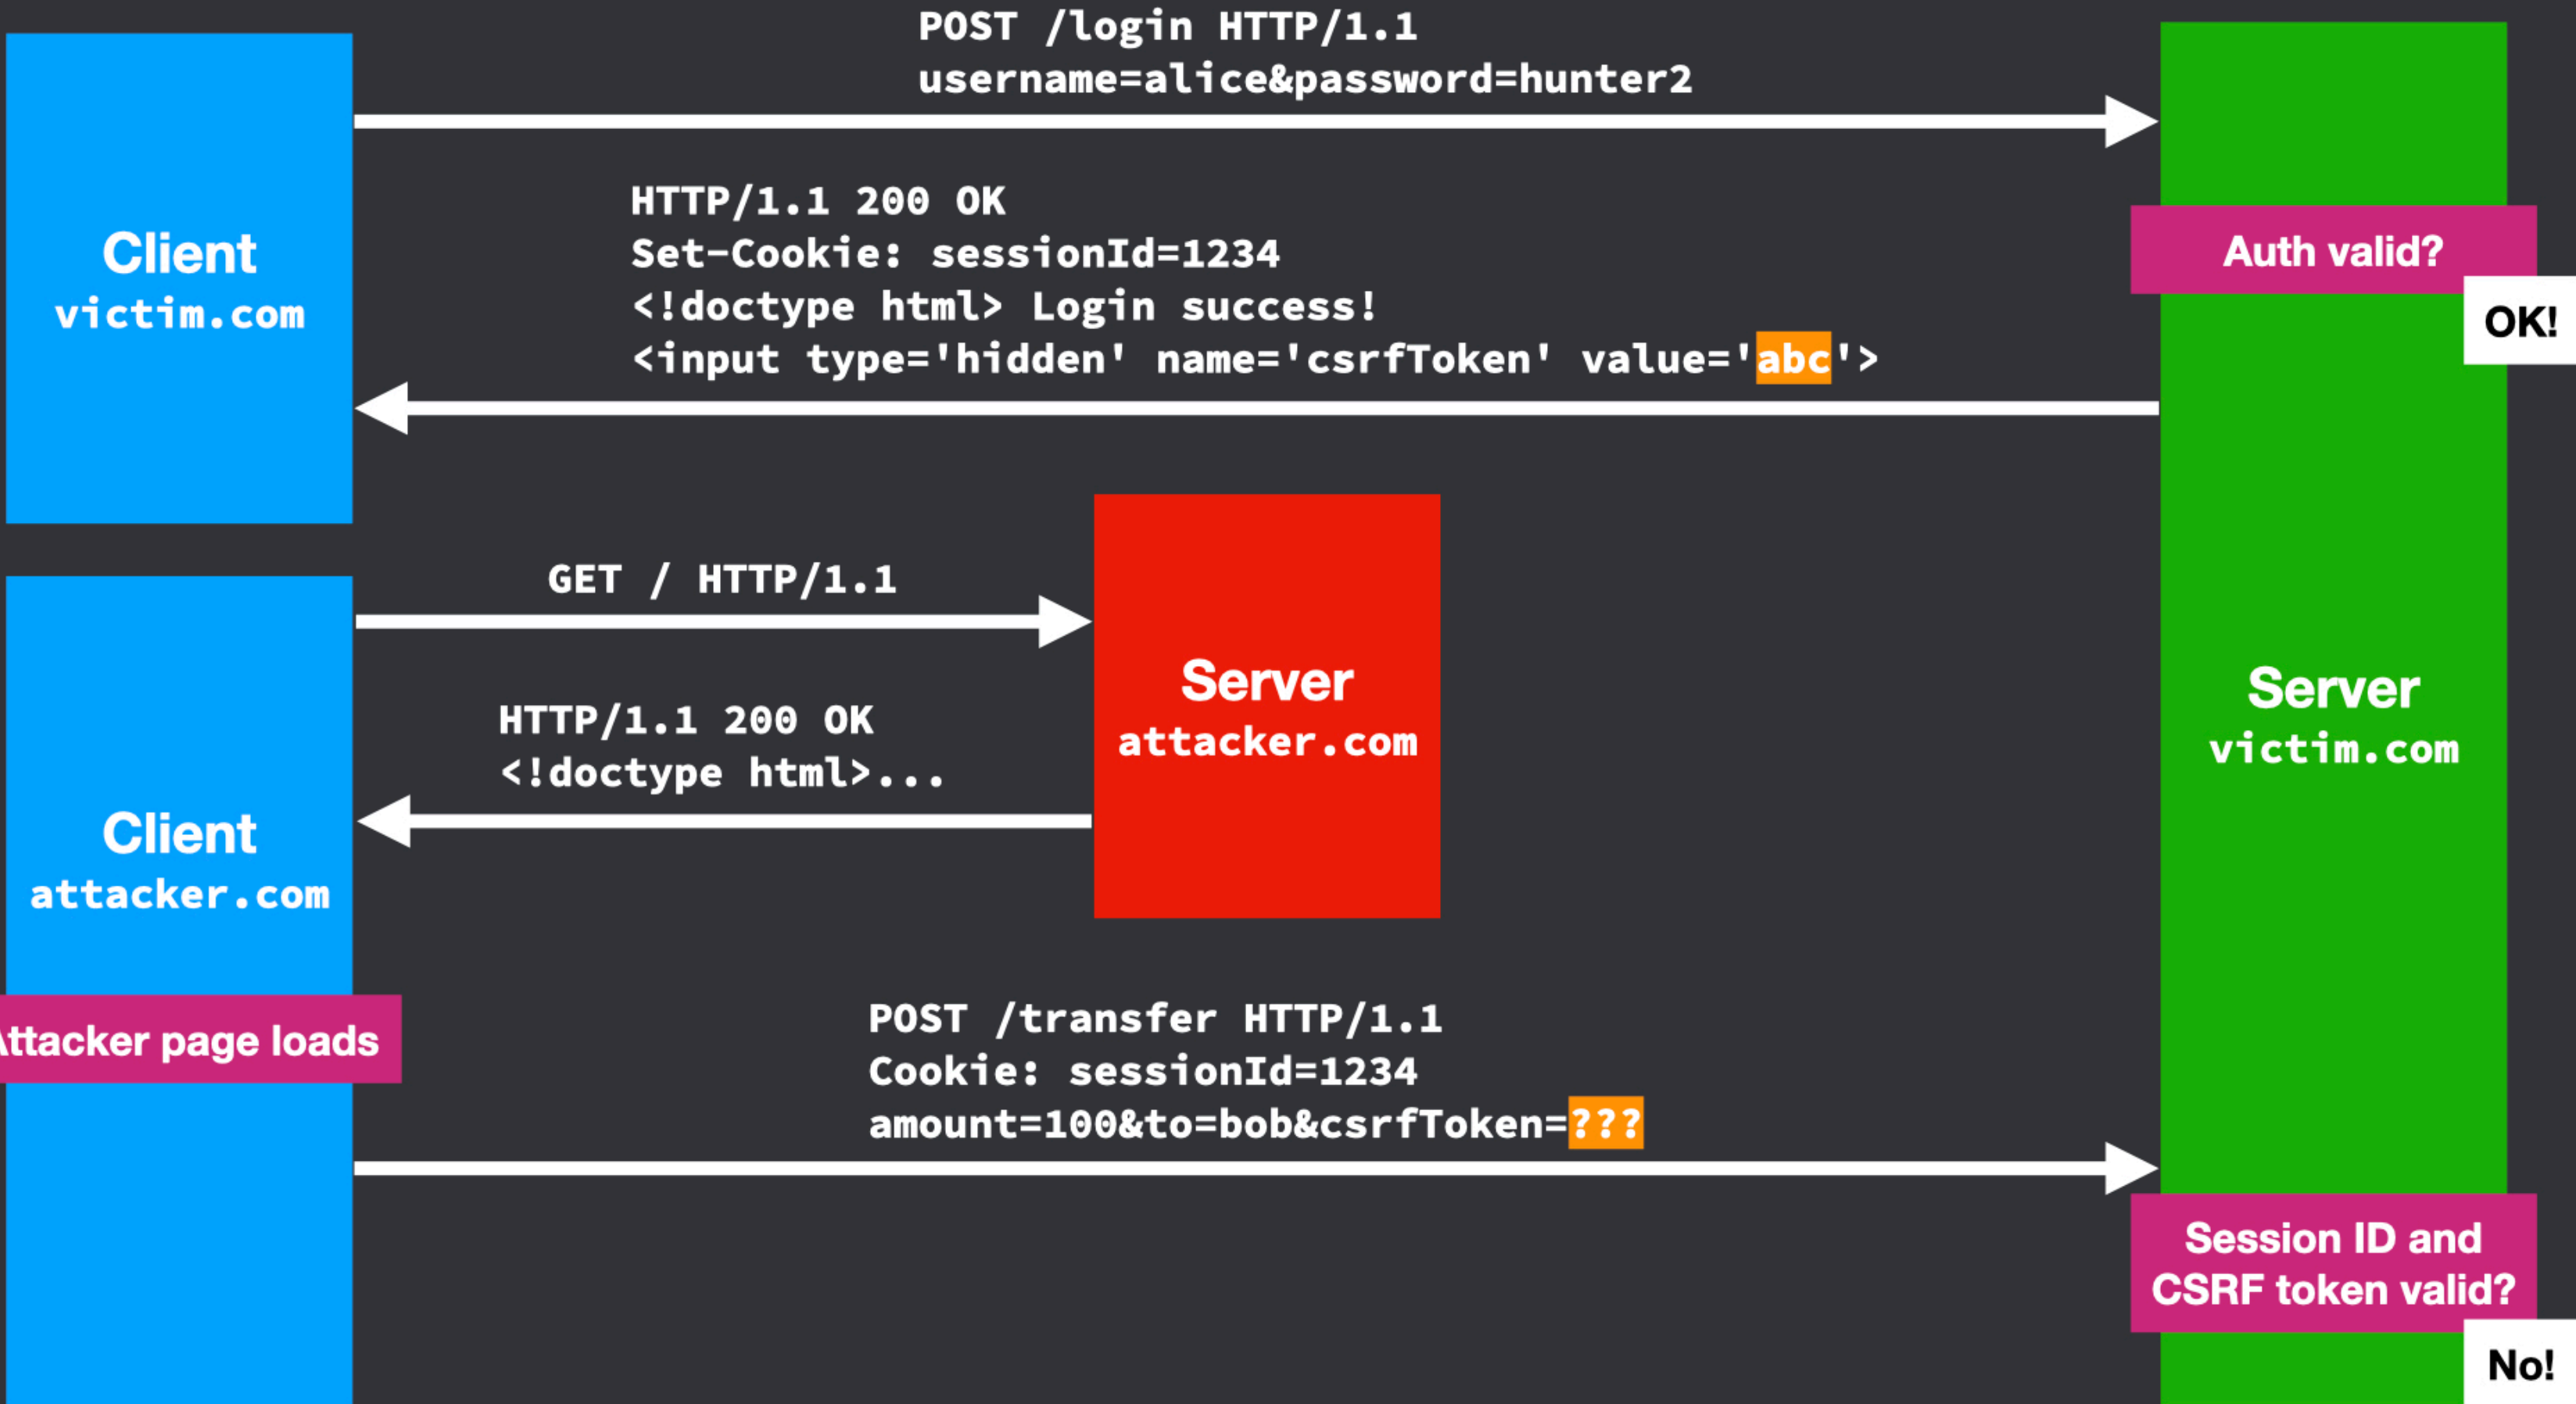 POST /login HTTP/1.1
username=alice&password=hunter2
Client
victim.com
HTTP/1.1 200 OK
Set-Cookie: sessionId=1234
<!doctype html> Login success!
<input type='hidden' name='csrfToken' value='abc'>
Auth valid?
OK!
GET / HTTP/1.1
HTTP/1.1 200 OK
<!doctype html>...
Server
attacker.com
Server
victim.com
Client
attacker.com
Attacker page loads
POST /transfer HTTP/1.1
Cookie: sessionId=1234
amount=100&to=bob&csrfToken=???
Session ID and
CSRF token valid?
No!